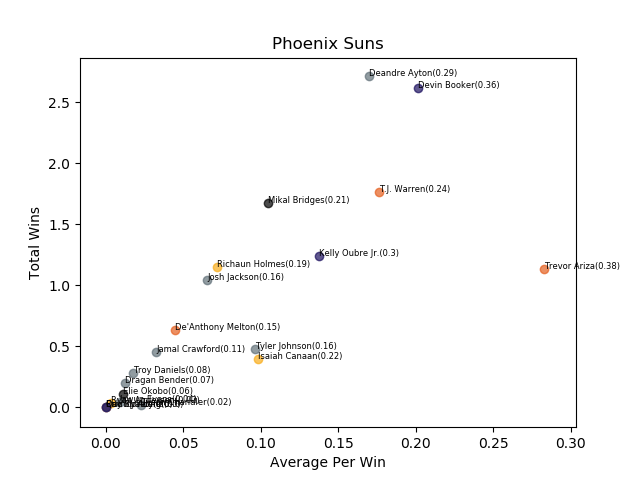 Phoenix Suns
Deandre Ayton(0.29)
Devin Booker(0.36)
2.5
2.0
T.J. Warren(0.24)
Mikal Bridges(0.21)
1.5
Kelly Oubre Jr.(0.3)
Richaun Holmes(0.19)
Trevor Ariza(0.38)
Josh Jackson(0.16)
1.0
De'Anthony Melton(0.15)
0.5
Jamal Crawford(0.11)
Tyler Johnson(0.16)
Isaiah Canaan(0.22)
Troy Daniels(0.08)
Dragan Bender(0.07)
Elie Okobo(0.06)
0.0
0.00
0.05
0.10
0.15
0.20
0.25
0.30
Average Per Win
Total Wins